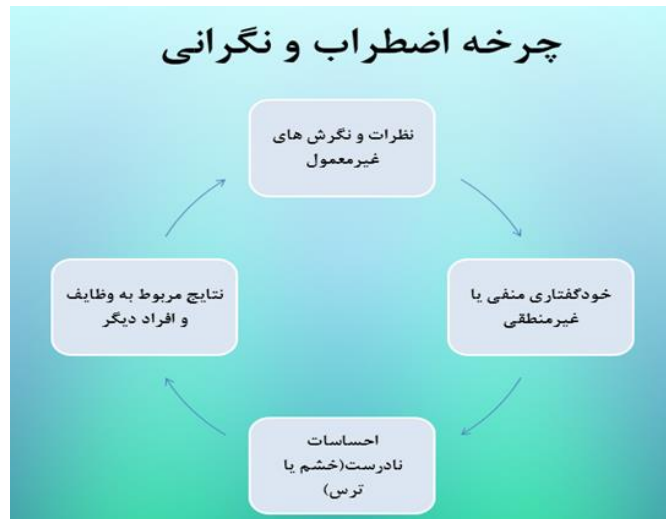 چرخه اضطراب و نگرانی
نظرات و نگرش های
غیرمعمول
خودگفتاری منفی یا
غیرمنطقی
احساسات
نادرست(خشم یا
ترس)
نتایج مربوط به وظایف
و افراد دیگر